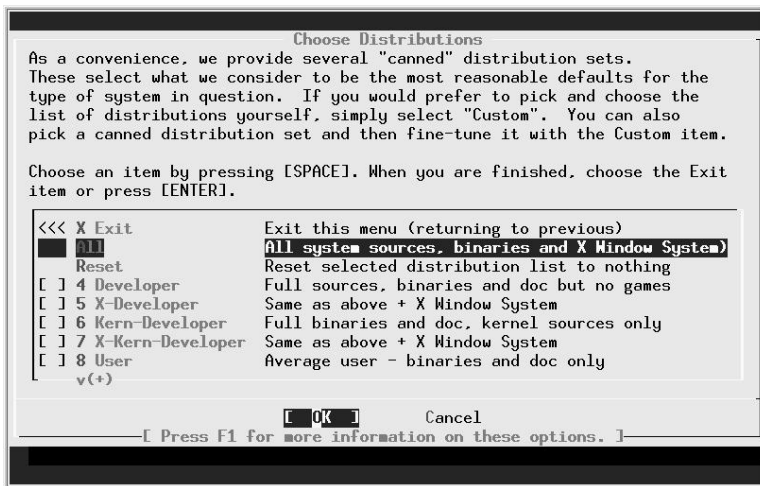 Choose Distributions
As a convenience, we provide several "canned" distribution sets.
These select what we consider to be the most reasonable defaults for the
type of system in question.  If you would prefer to pick and choose the
list of distributions yourself, simply select "Custom".  You can also
pick a canned distribution set and then fine-tune it with the Custom item.
Choose an item by pressing [SPACE]. When you are finished, choose the Exit
item or press [ENTER].
<<< X Exit Exit this menu (returning to previous)
All All system sources, binaries and X Window System)
Reset Reset selected distribution list to nothing
[ ] 4 Developer Full sources, binaries and doc but no games
[ ] 5 X-Developer Same as above + X Window System
[ ] 6 Kern-Developer Full binaries and doc, kernel sources only
[ ] 7 X-Kern-Developer Same as above + X Window System
[ ] 8 User Average user - binaries and doc only
v(+)
[ OK ] Cancel
[ Press F1 for more information on these options. ]